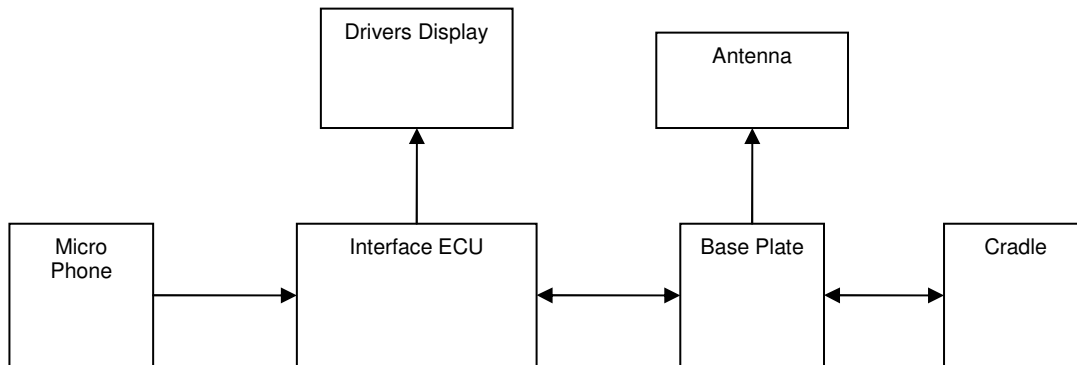 Drivers Display
Antenna
Micro
Phone
Interface ECU
Base Plate
Cradle